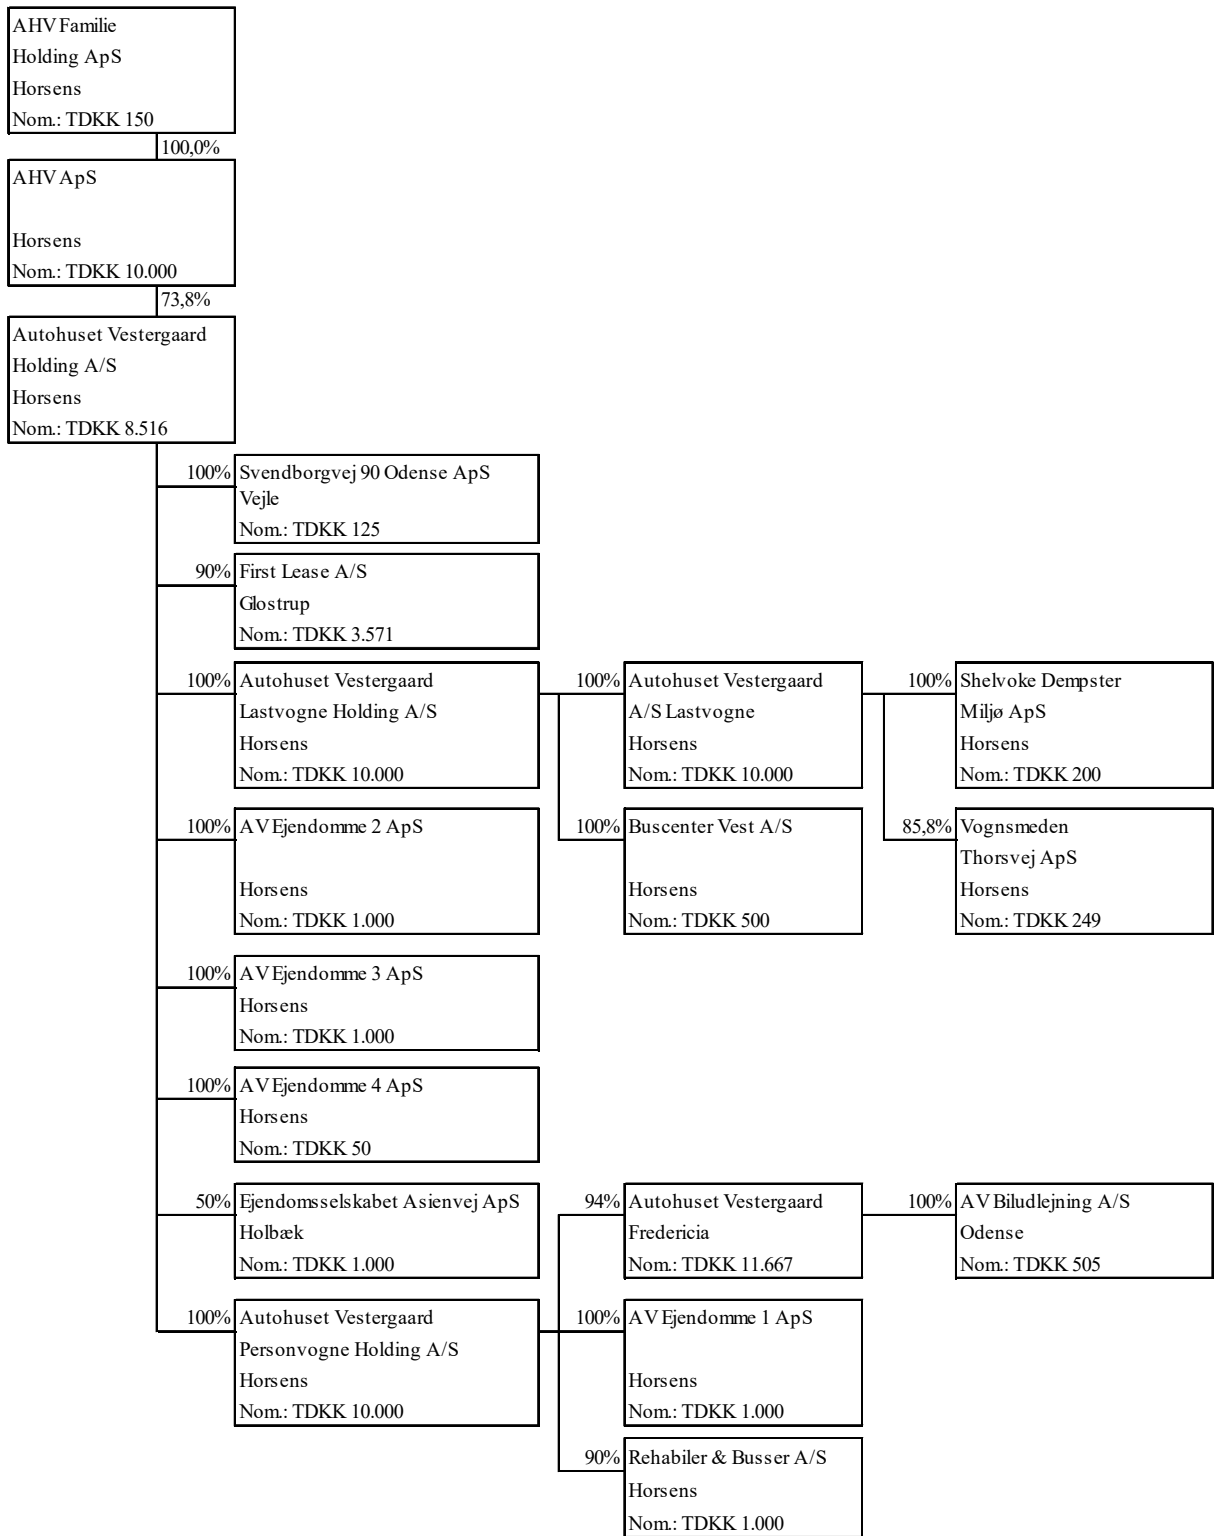 AHV Familie
Holding ApS
Horsens
Nom.: TDKK 150
100,0%
AHV ApS
Horsens
Nom.: TDKK 10.000
73,8%
Autohuset Vestergaard
Holding A/S
Horsens
Nom.: TDKK 8.516
100%
Svendborgvej 90 Odense ApS
Vejle
Nom.: TDKK 125
90%
First Lease A/S
Glostrup
Nom.: TDKK 3.571
100%
Autohuset Vestergaard
Lastvogne Holding A/S
Horsens
Nom.: TDKK 10.000
100%
Autohuset Vestergaard
A/S Lastvogne
Horsens
Nom.: TDKK 10.000
100%
Shelvoke Dempster
Miljø ApS
Horsens
Nom.: TDKK 200
100%
AV Ejendomme 2 ApS
Horsens
Nom.: TDKK 1.000
100%
Buscenter Vest A/S
Horsens
Nom.: TDKK 500
85,8%
Vognsmeden
Thorsvej ApS
Horsens
Nom.: TDKK 249
100%
AV Ejendomme 3 ApS
Horsens
Nom.: TDKK 1.000
100%
AV Ejendomme 4 ApS
Horsens
Nom.: TDKK 50
50%
Ejendomsselskabet Asienvej ApS
Holbæk
Nom.: TDKK 1.000
94%
Autohuset Vestergaard
Fredericia
Nom.: TDKK 11.667
100%
AV Biludlejning A/S
Odense
Nom.: TDKK 505
100%
Autohuset Vestergaard
Personvogne Holding A/S
Horsens
Nom.: TDKK 10.000
100%
AV Ejendomme 1 ApS
Horsens
Nom.: TDKK 1.000
90%
Rehabiler & Busser A/S
Horsens
Nom.: TDKK 1.000